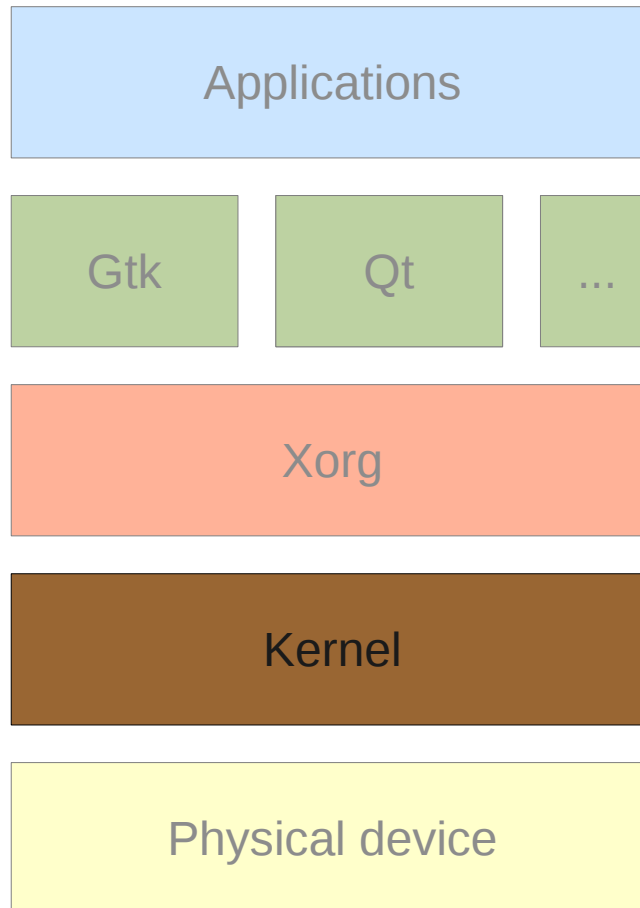 Applications
Gtk Qt ...
Xorg
Kernel
Physical device